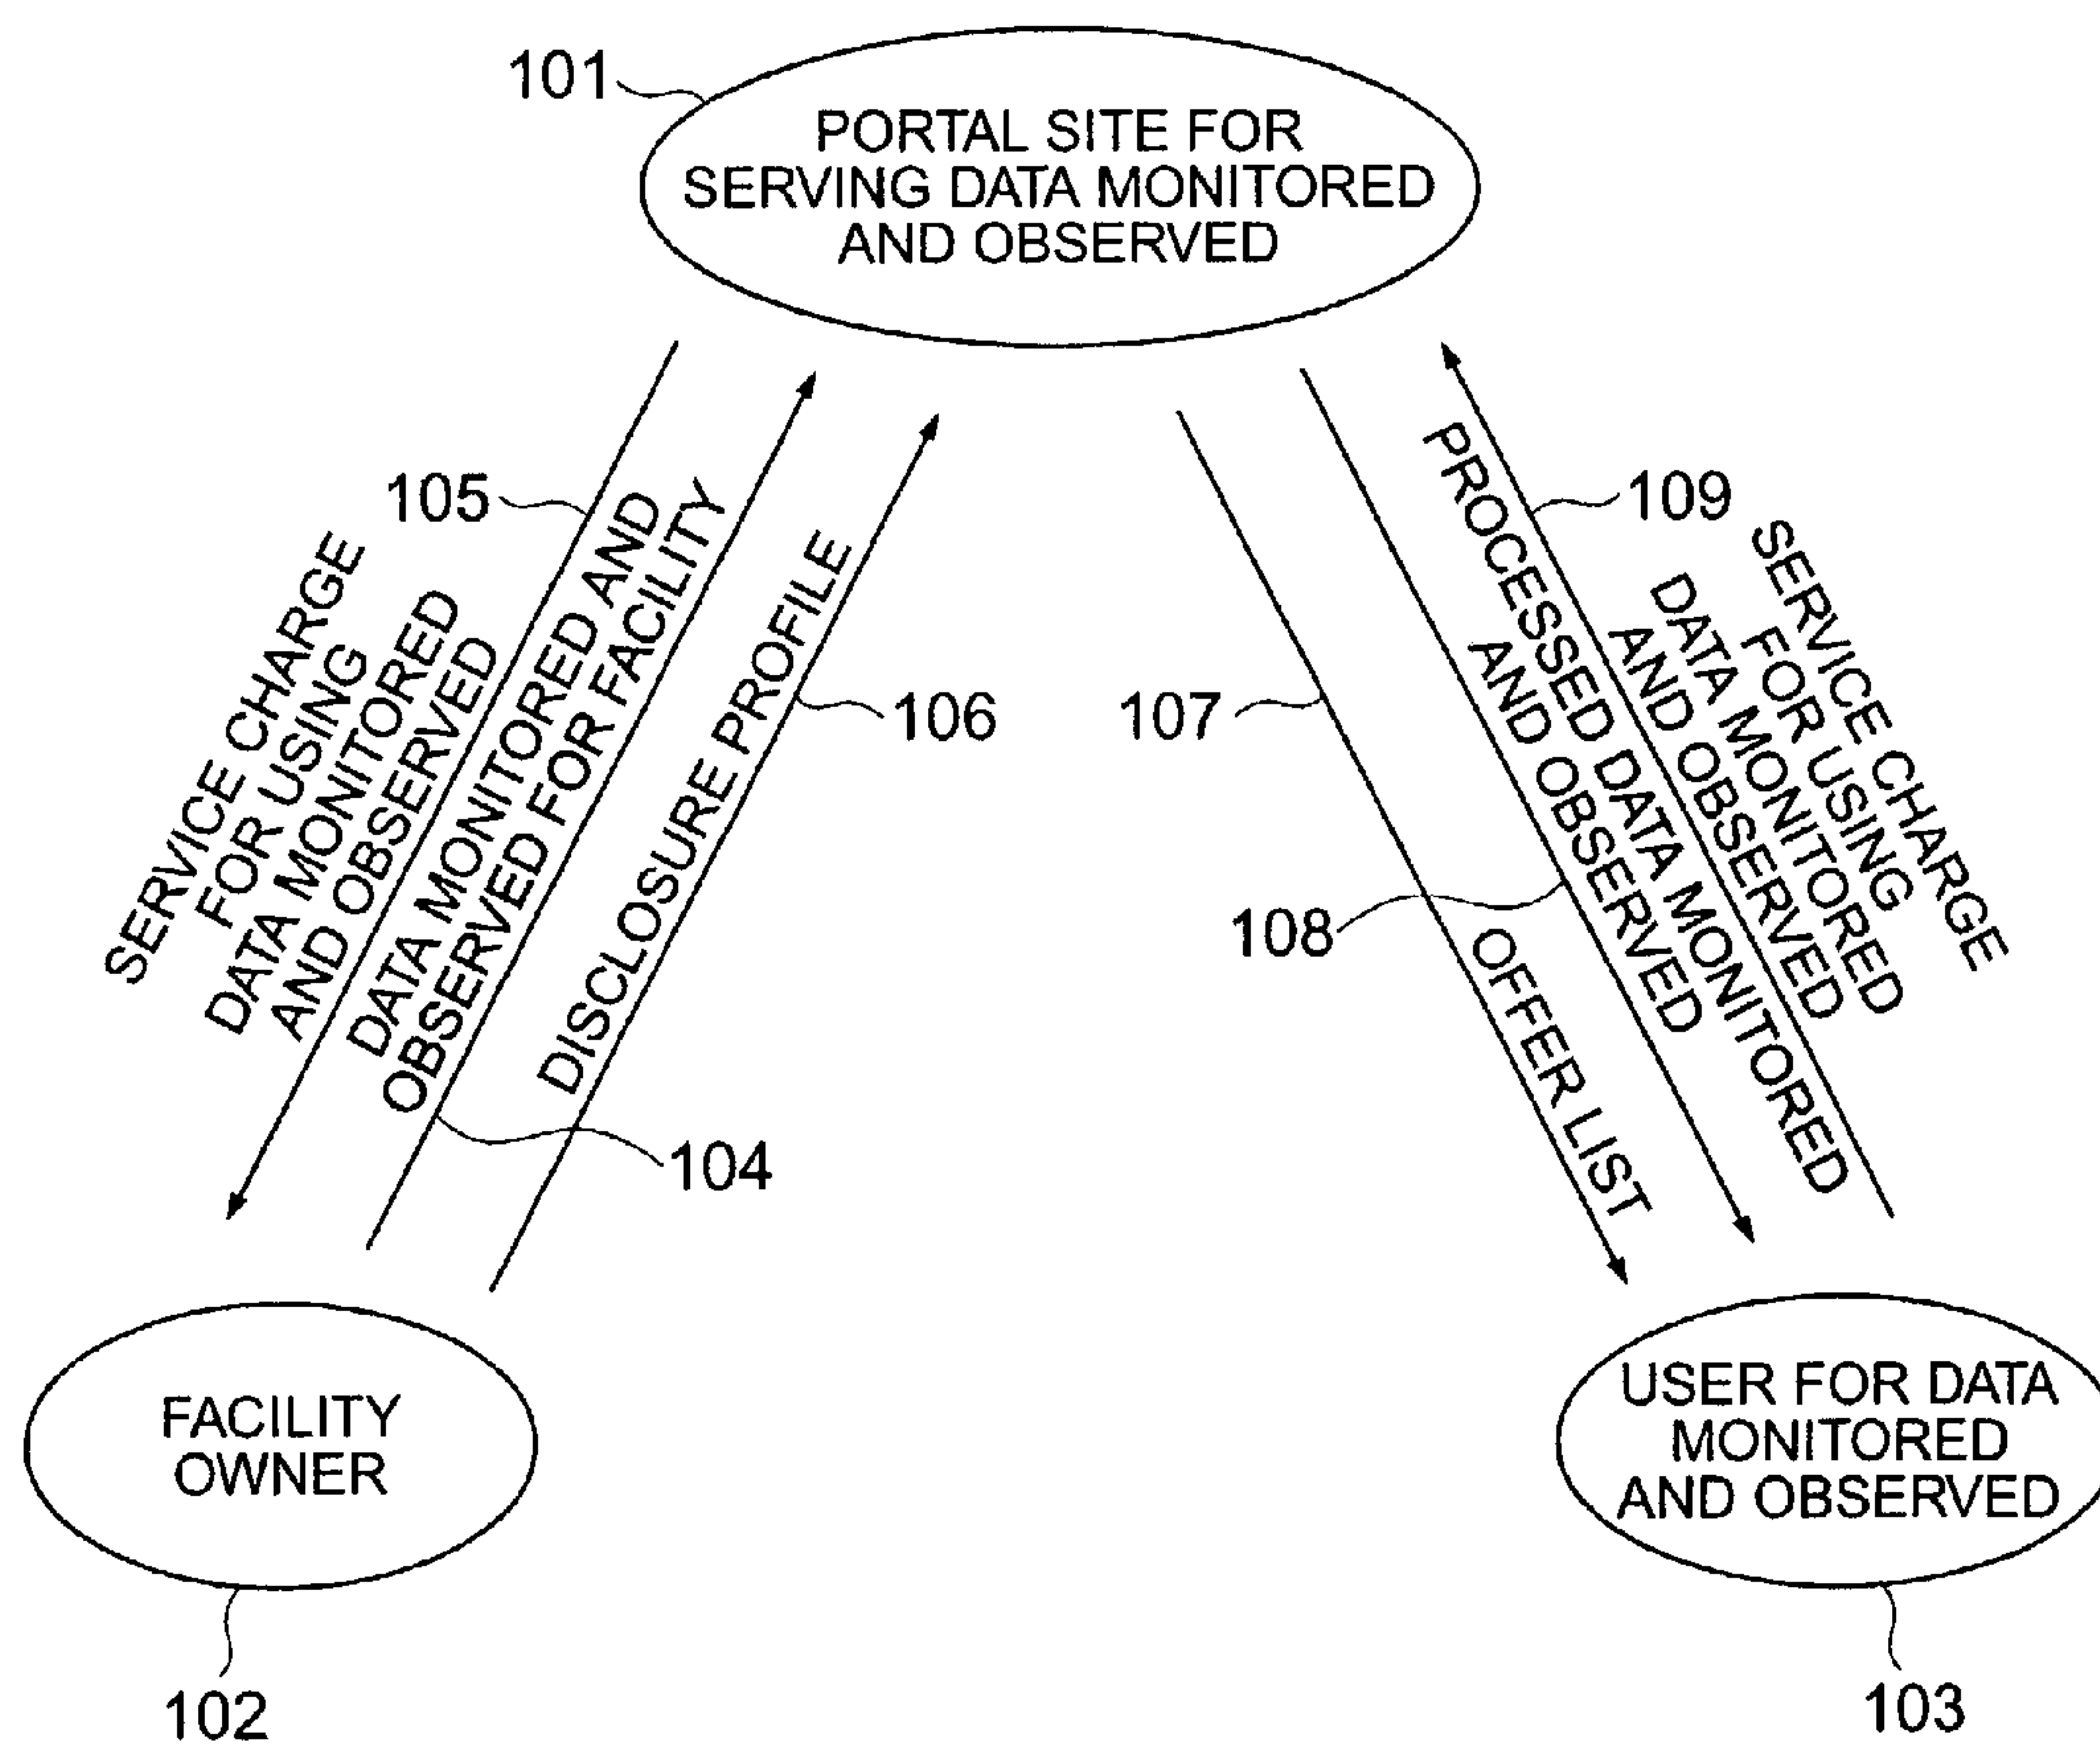 101
PORTAL SITE FOR
SERVING DATA MONITORED
AND OBSERVED
105
SERVICE CHARGE
FOR USING
DATA MONITORED
AND OBSERVED
DATA MONITORED AND
OBSERVED FOR FACILITY
104
DISCLOSURE PROFILE
106
107
OFFER LIST
108
PROCESSED DATA MONITORED
AND OBSERVED
109
SERVICE CHARGE
FOR USING
DATA MONITORED
AND OBSERVED
FACILITY
OWNER
102
USER FOR DATA
MONITORED
AND OBSERVED
103